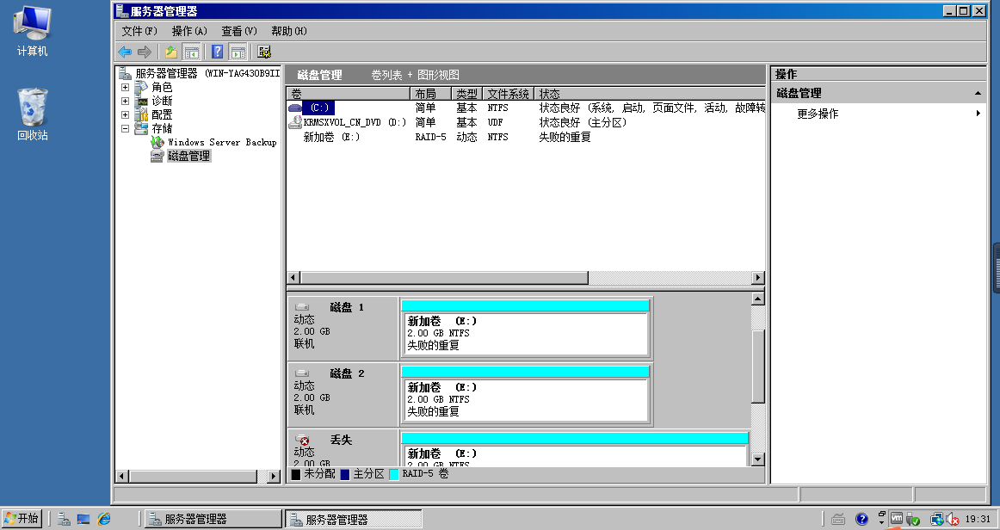 计算机
回收站
服务器管理器
文件(F) 操作(A) 查看(V) 帮助(H)
服务器管理器 (WIN-YAG430B9II
角色
诊断
配置
存储
Windows Server Backup
磁盘管理
磁盘管理 卷列表 + 图形视图
卷 布局 类型 文件系统 状态
(C:) 简单 基本 NTFS 状态良好 (系统, 启动, 页面文件, 活动, 故障转
KRMSXVOL_CN_DVD (D:) 简单 基本 UDF 状态良好 (主分区)
新加卷 (E:) RAID-5 动态 NTFS 失败的重复
磁盘 1
动态
2.00 GB
联机
新加卷 (E:)
2.00 GB NTFS
失败的重复
磁盘 2
动态
2.00 GB
联机
新加卷 (E:)
2.00 GB NTFS
失败的重复
丢失
动态
2.00 GB
新加卷 (E:)
2.00 GB NTFS
未分配 主分区 RAID-5 卷
操作
磁盘管理
更多操作
开始 服务器管理器 服务器管理器 19:31